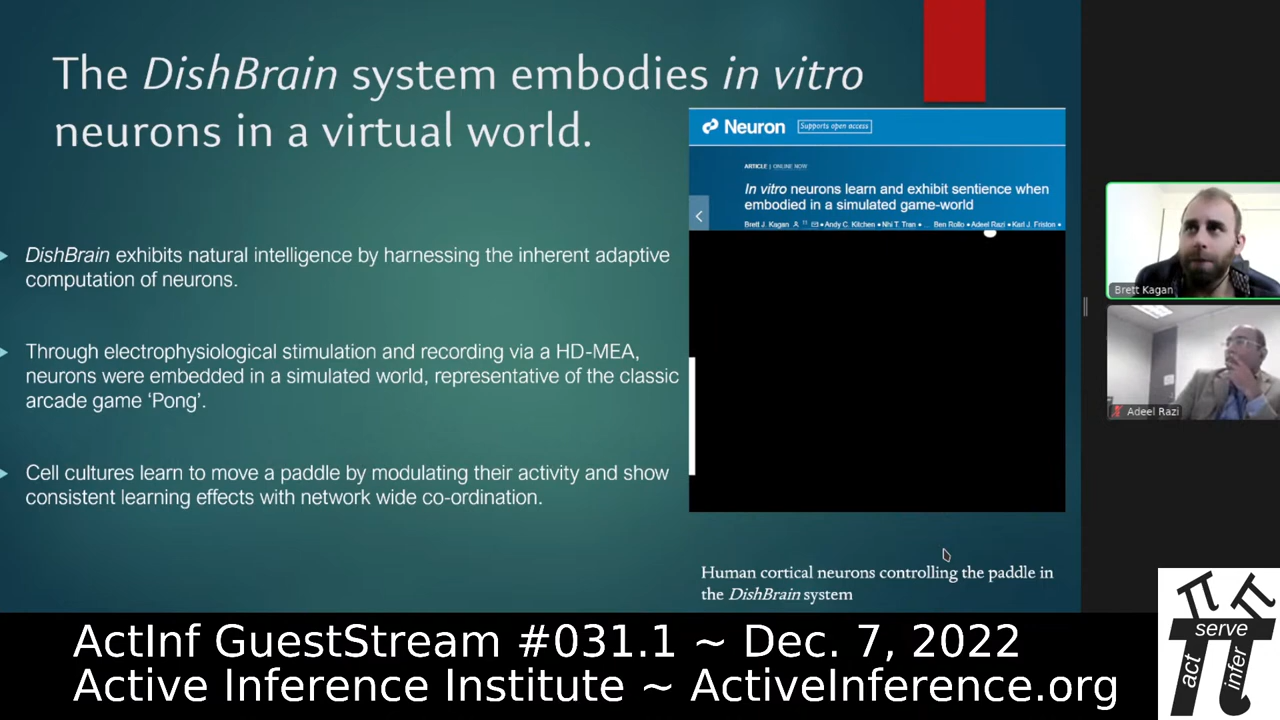 The DishBrain system embodies in vitro
neurons in a virtual world.
DishBrain exhibits natural intelligence by harnessing the inherent adaptive
computation of neurons.
Through electrophysiological stimulation and recording via a HD-MEA,
neurons were embedded in a simulated world, representative of the classic
arcade game ‘Pong’.
Cell cultures learn to move a paddle by modulating their activity and show
consistent learning effects with network wide co-ordination.
Neuron
Supports open access
ARTICLE | ONLINE NOW
In vitro neurons learn and exhibit sentience when
embodied in a simulated game-world
Brett J. Kagan • Andy C. Kitchen • Nhi T. Tran • ... Ben Rollo • Adeel Razi • Karl J. Friston •
Human cortical neurons controlling the paddle in
the DishBrain system
Brett Kagan
Adeel Razi
ActInf GuestStream #031.1 ~ Dec. 7, 2022
Active Inference Institute ~ ActiveInference.org
serve
act
infer